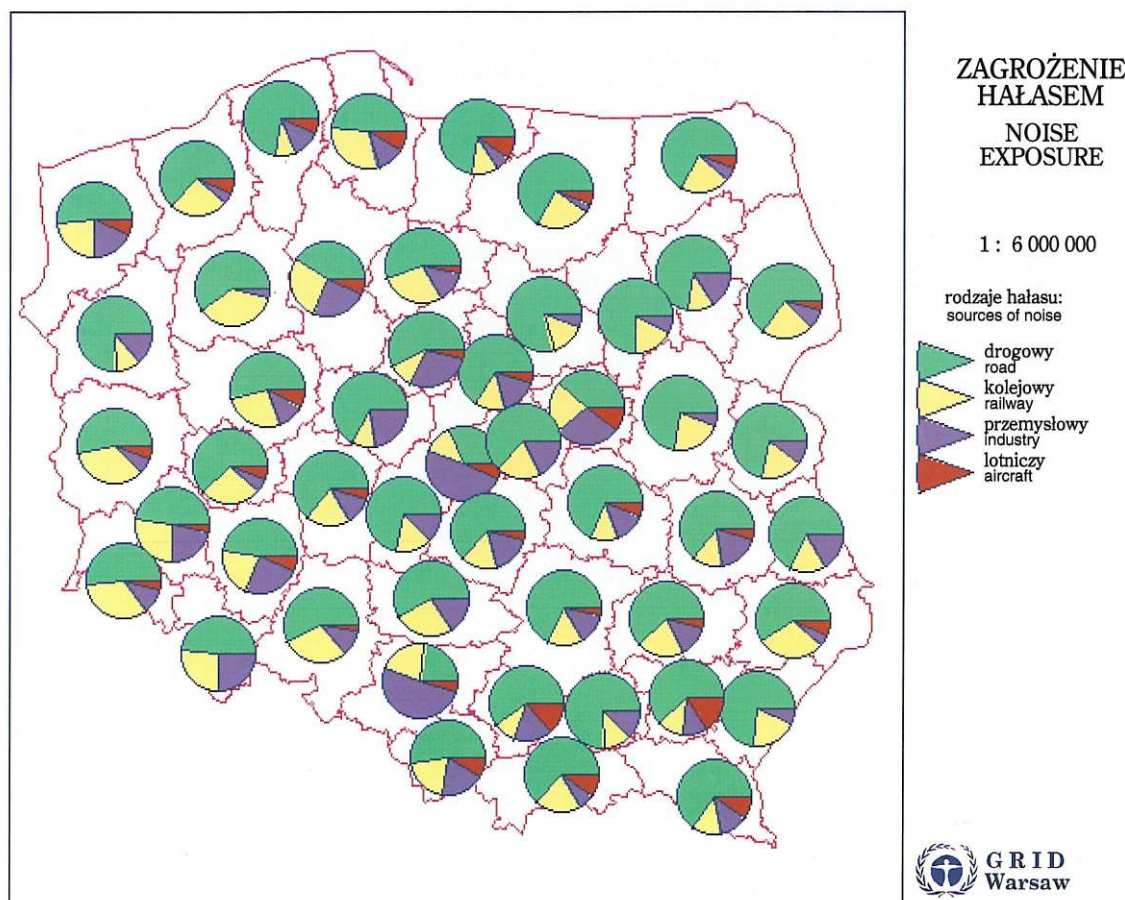 ZAGROŻENIE
HAŁASEM
NOISE
EXPOSURE
1 : 6 000 000
rodzaje hałasu:
sources of noise
drogowy
road
kolejowy
railway
przemysłowy
industry
lotniczy
aircraft
GRID
Warsaw